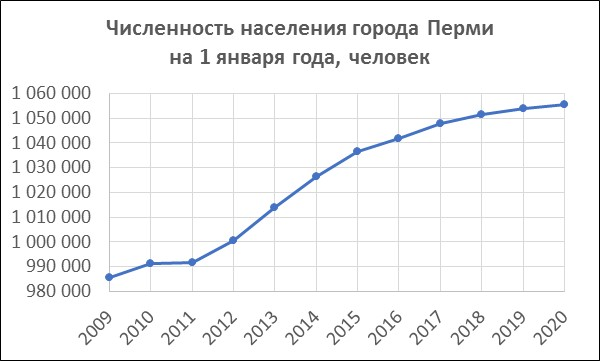 Численность населения города Перми
на 1 января года, человек
1 060 000
1 050 000
1 040 000
1 030 000
1 020 000
1 010 000
1 000 000
990 000
980 000
2009 2010 2011 2012 2013 2014 2015 2016 2017 2018 2019 2020